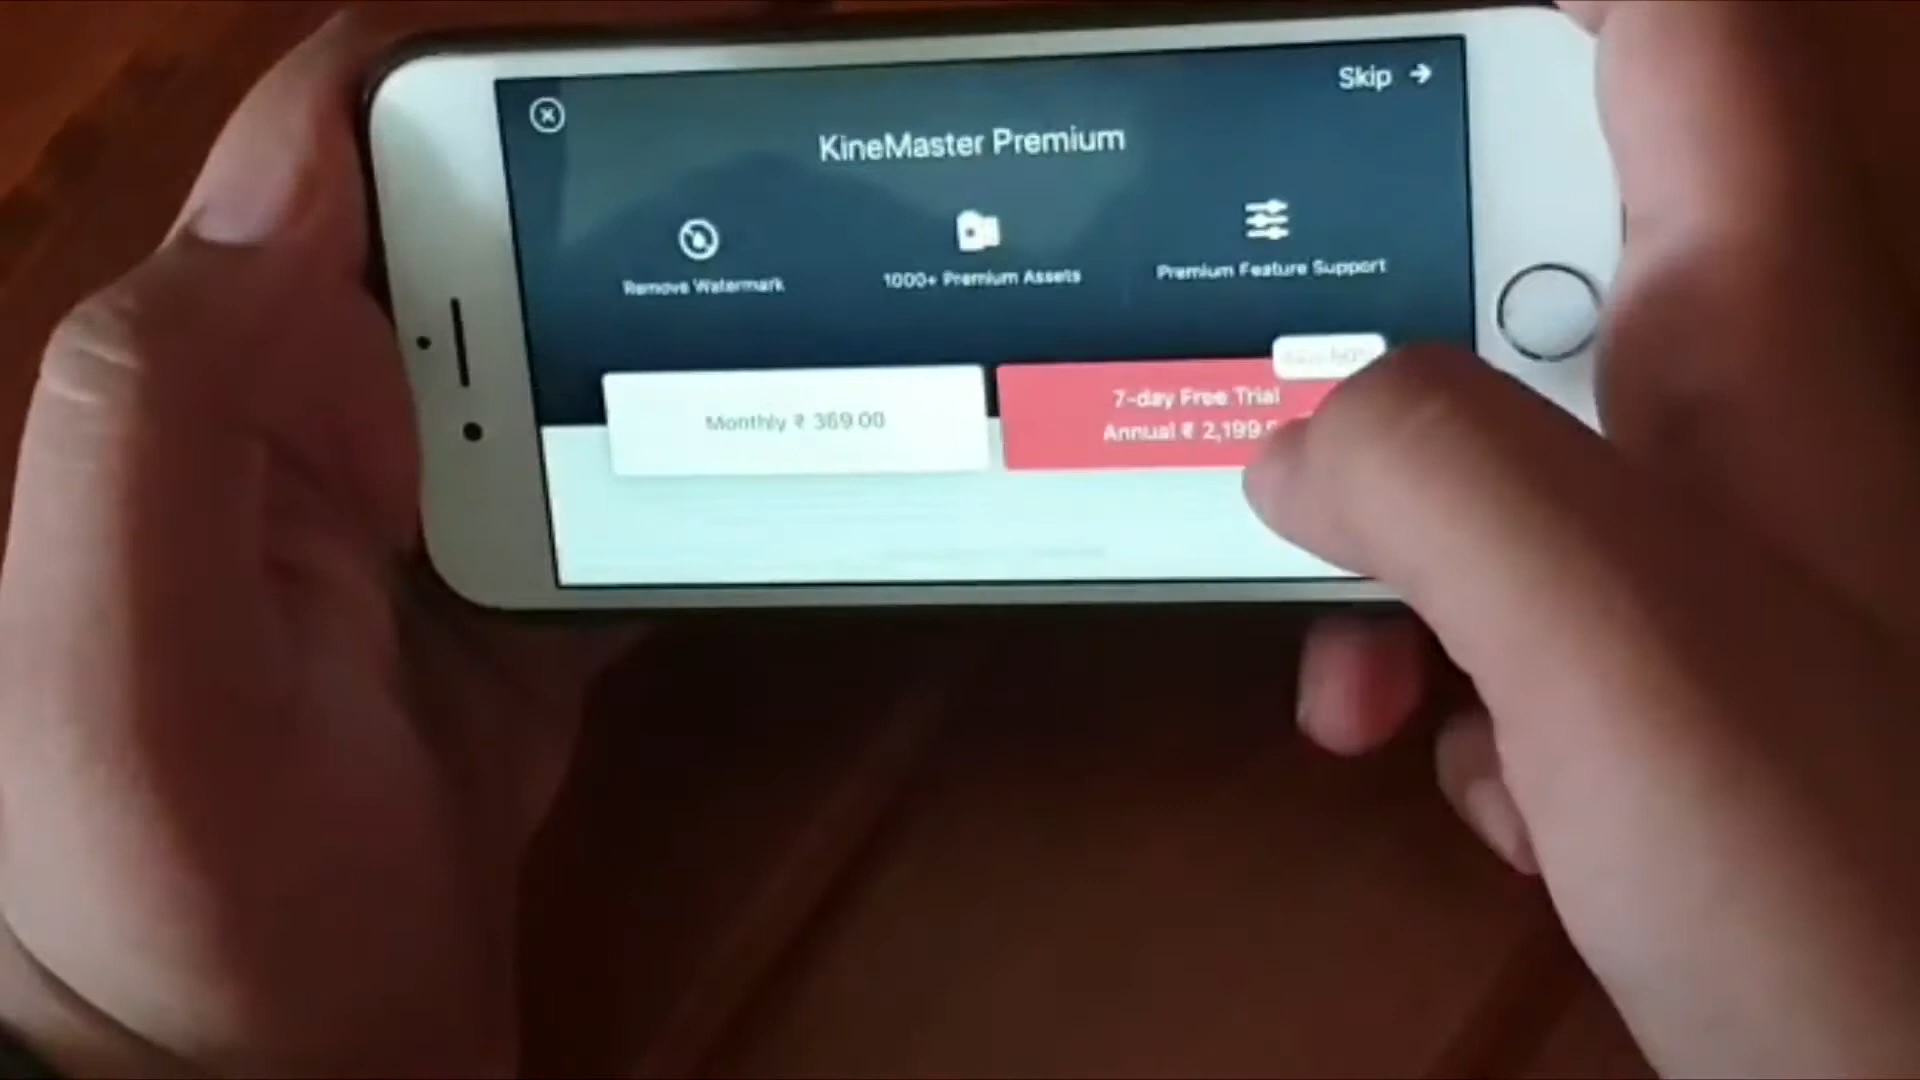 Skip →
KineMaster Premium
Remove Watermark
1000+ Premium Assets
Premium Feature Support
Monthly ₹ 369.00
7-day Free Trial
Annual ₹ 2,199.